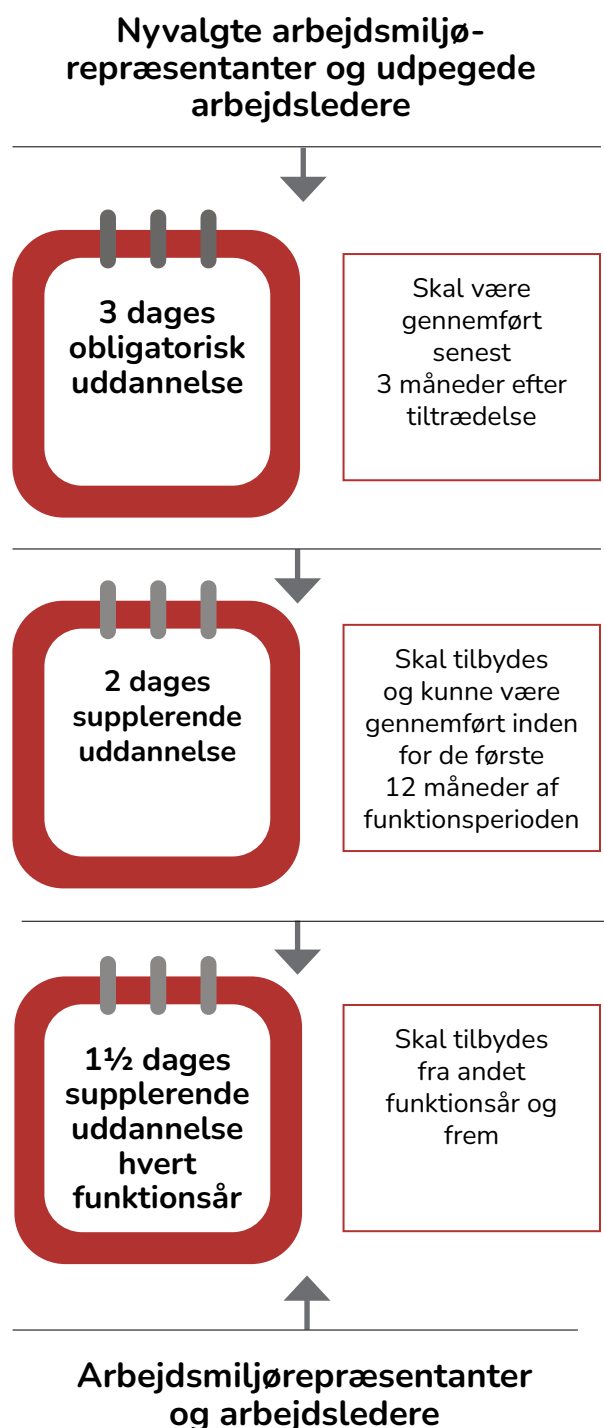 Nyvalgte arbejdsmiljø-
repræsentanter og udpegede
arbejdsledere
3 dages
obligatorisk
uddannelse
Skal være
gennemført
senest
3 måneder efter
tiltrædelse
2 dages
supplerende
uddannelse
Skal tilbydes
og kunne være
gennemført inden
for de første
12 måneder af
funktionsperioden
1½ dages
supplerende
uddannelse
hvert
funktionsår
Skal tilbydes
fra andet
funktionsår og
frem
Arbejdsmiljørepræsentanter
og arbejdsledere